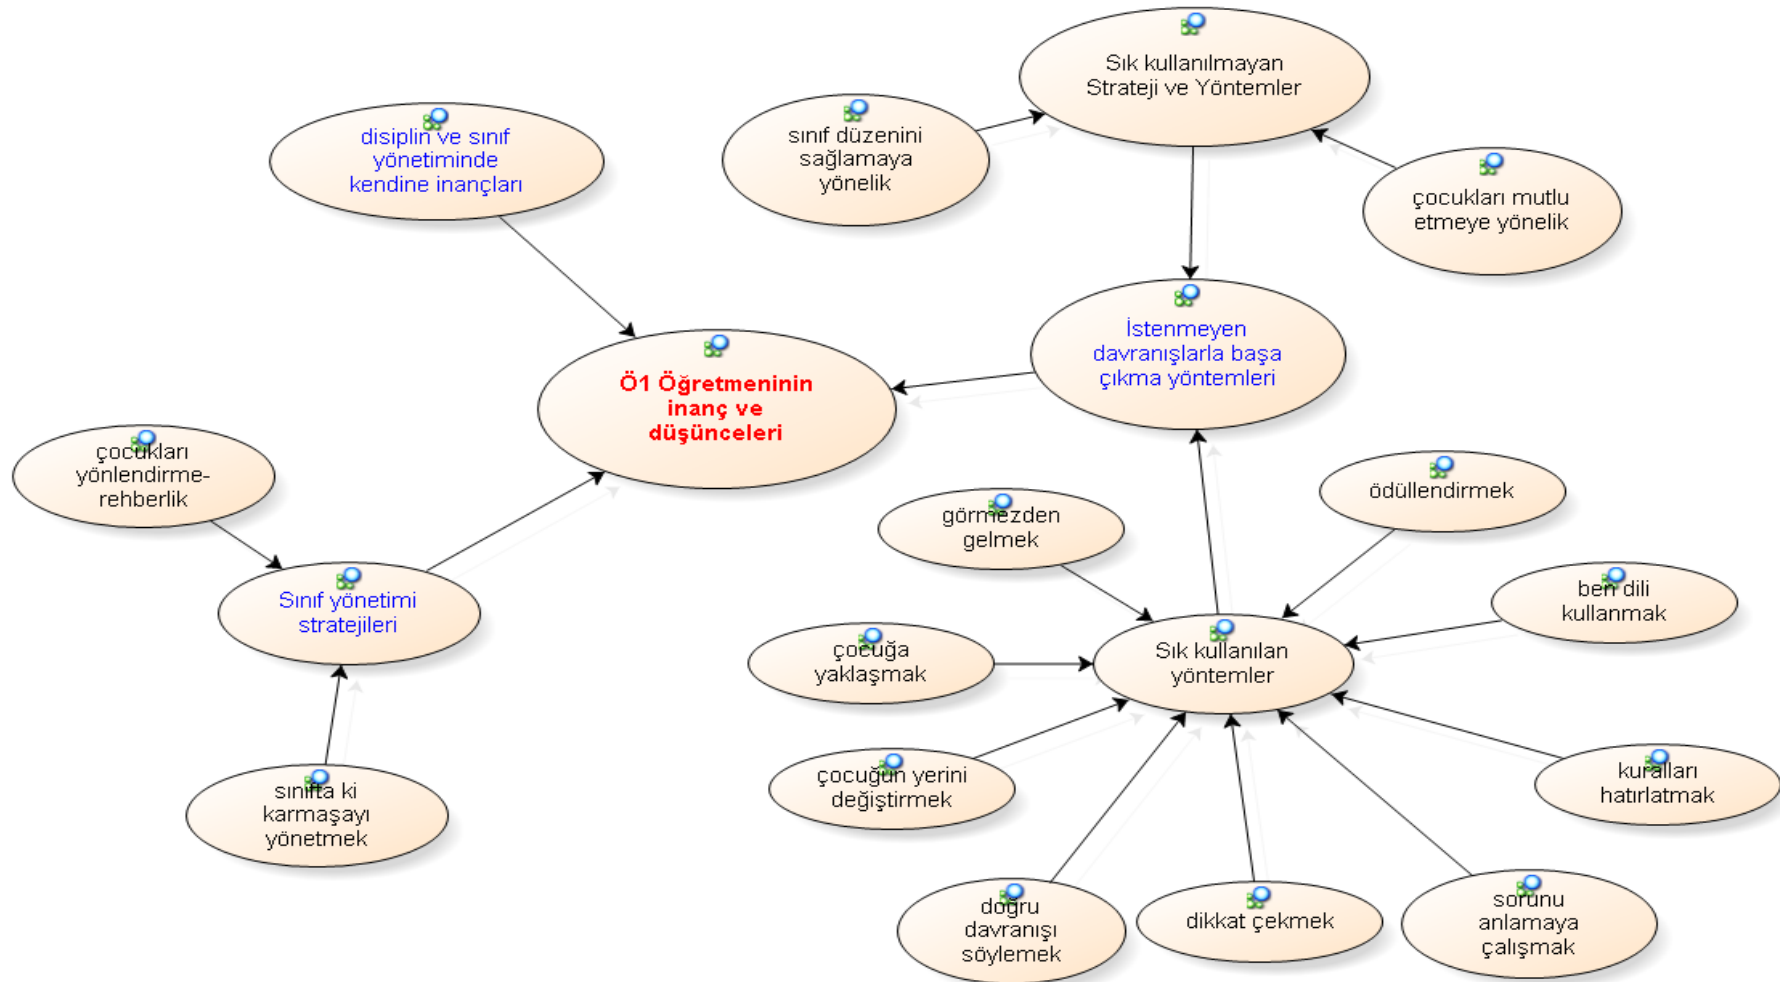 Sık kullanılmayan
Strateji ve Yöntemler
disiplin ve sınıf
yönetiminde
kendine inançları
sınıf düzenini
sağlamaya
yönelik
çocukları mutlu
etmeye yönelik
İstenmeyen
davranışlarla başa
çıkma yöntemleri
Ö1 Öğretmeninin
inanç ve
düşünceleri
çocukları
yönlendirme-
rehberlik
ödüllendirmek
görmezden
gelmek
Sınıf yönetimi
stratejileri
ben dili
kullanmak
çocuğa
yaklaşmak
Sık kullanılan
yöntemler
sınıfta ki
karmaşayı
yönetmek
çocuğun yerini
değiştirmek
kuralları
hatırlatmak
doğru
davranışı
söylemek
dikkat çekmek
sorunu
anlamaya
çalışmak